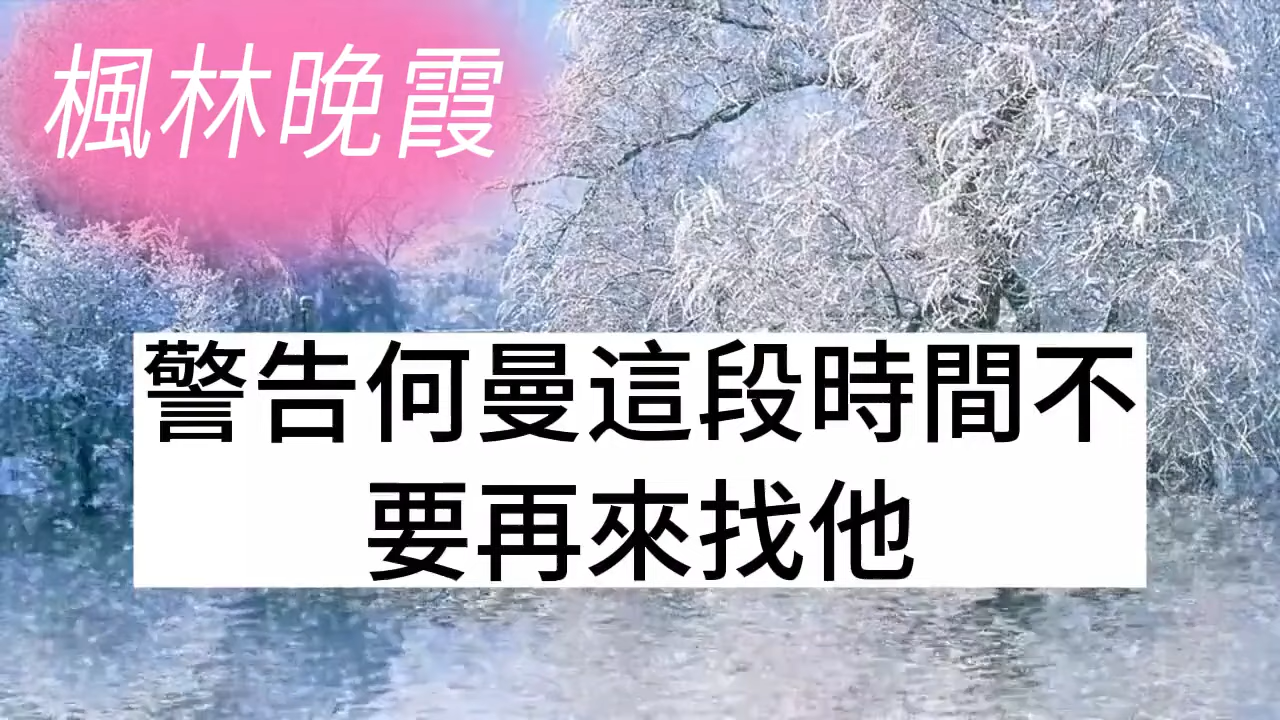 楓林晚霞
警告何曼這段時間不
要再來找他